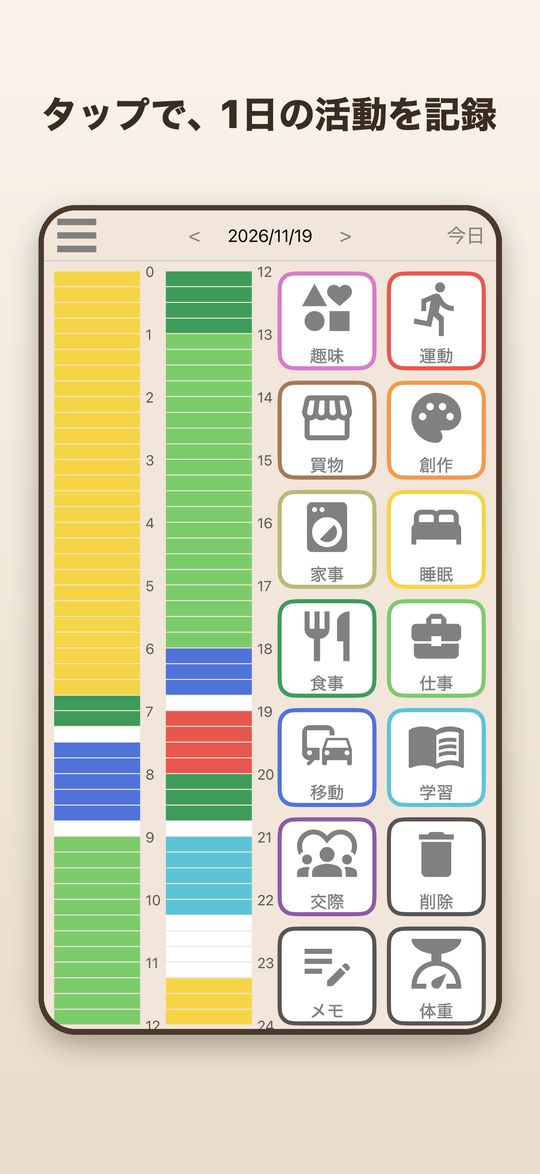 タップで、1日の活動を記録
< 2026/11/19 > 今日
0
1
2
3
4
5
6
7
8
9
10
11
12
12
13
14
15
16
17
18
19
20
21
22
23
24
趣味
運動
買物
創作
家事
睡眠
食事
仕事
移動
学習
交際
削除
メモ
体重